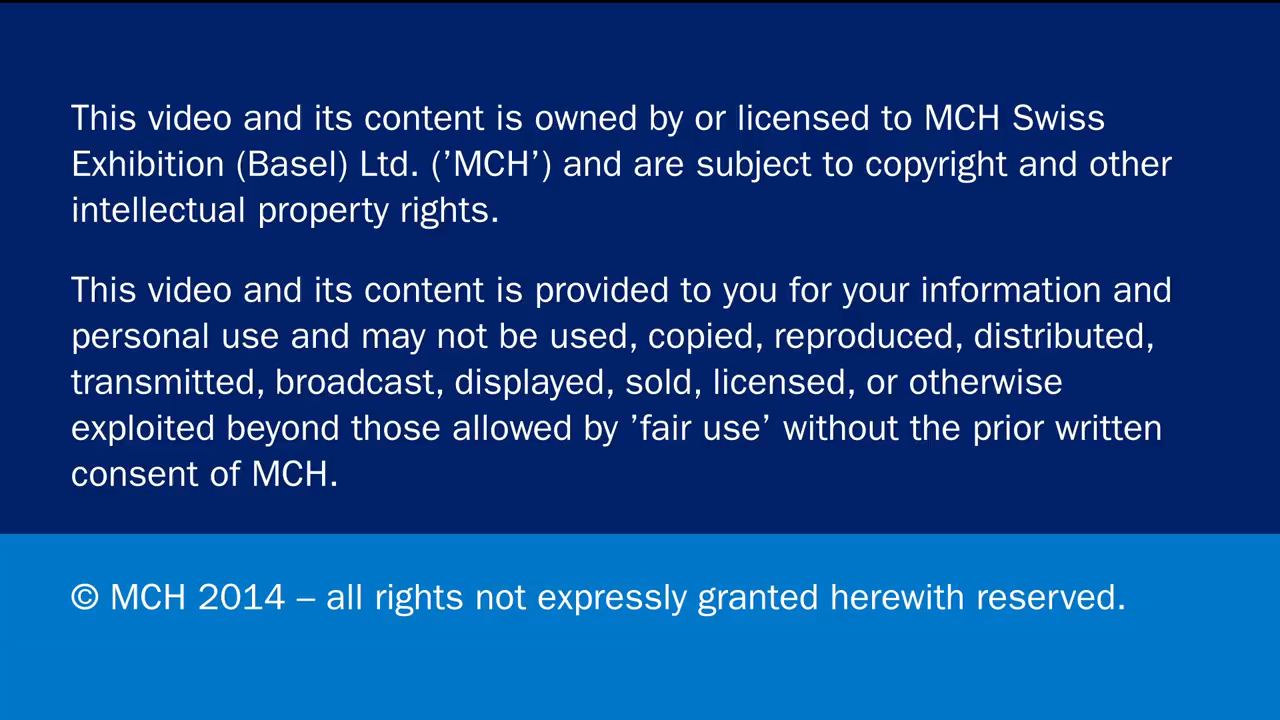 This video and its content is owned by or licensed to MCH Swiss
Exhibition (Basel) Ltd. (’MCH’) and are subject to copyright and other
intellectual property rights.
This video and its content is provided to you for your information and
personal use and may not be used, copied, reproduced, distributed,
transmitted, broadcast, displayed, sold, licensed, or otherwise
exploited beyond those allowed by ’fair use’ without the prior written
consent of MCH.
© MCH 2014 – all rights not expressly granted herewith reserved.